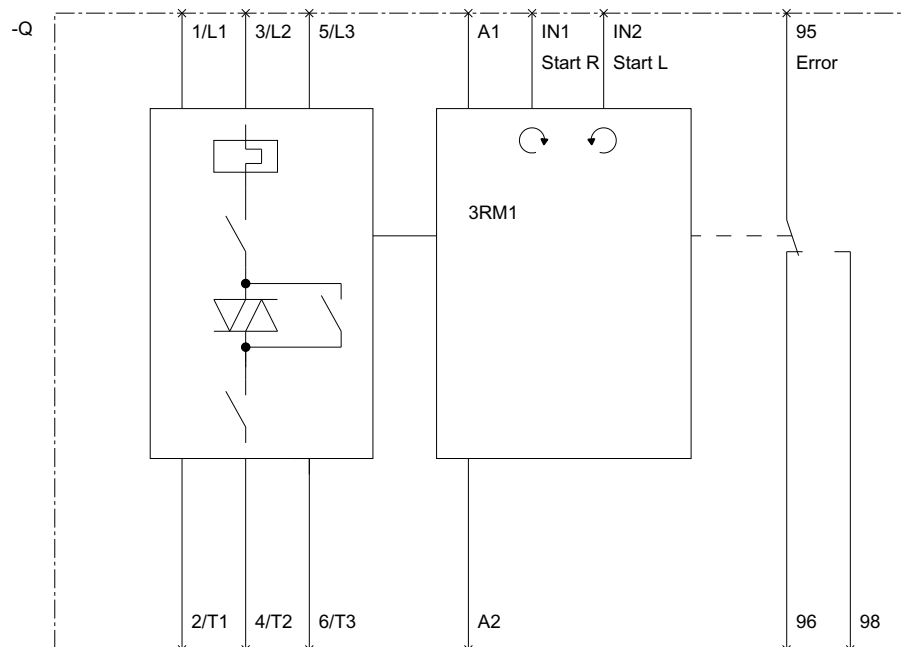 -Q
1/L1 3/L2 5/L3 A1 IN1 IN2 95
Start R Start L Error
3RM1
2/T1 4/T2 6/T3 A2 96 98